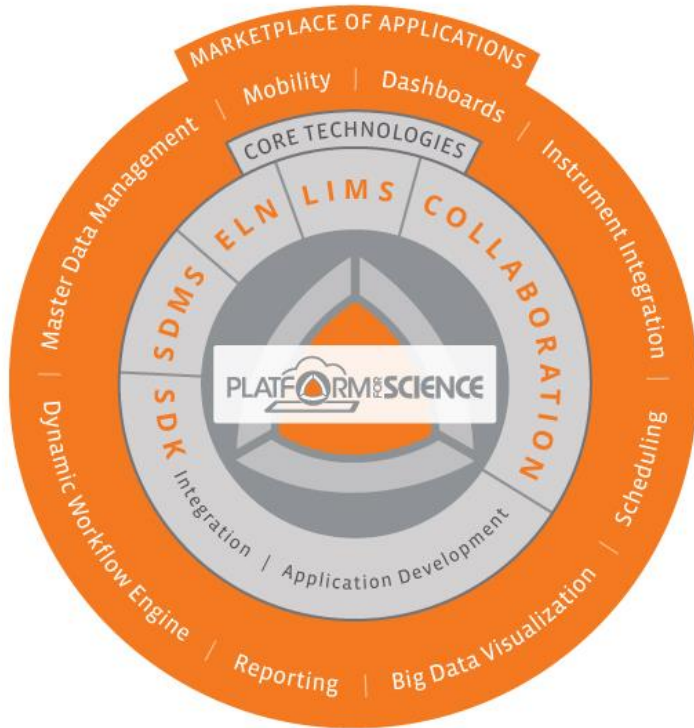 MARKETPLACE OF APPLICATIONS
Master Data Management | Mobility | Dashboards | Instrument Integration | Scheduling | Big Data Visualization | Reporting | Dynamic Workflow Engine |
CORE TECHNOLOGIES
SDMS
ELN
LIMS
COLLABORATION
SDK
Integration | Application Development
PLATFORM FOR SCIENCE